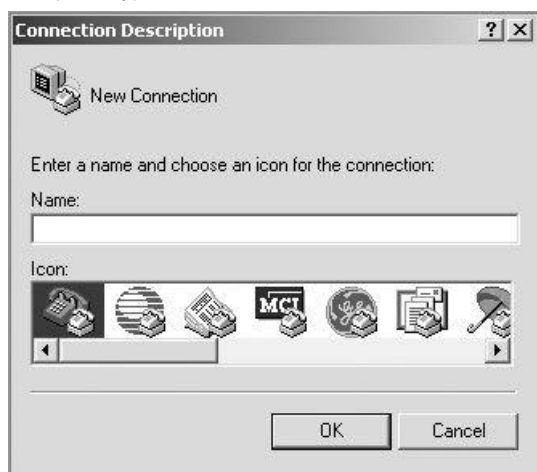 Connection Description
New Connection
Enter a name and choose an icon for the connection:
Name:
Icon:
MCI
OK Cancel